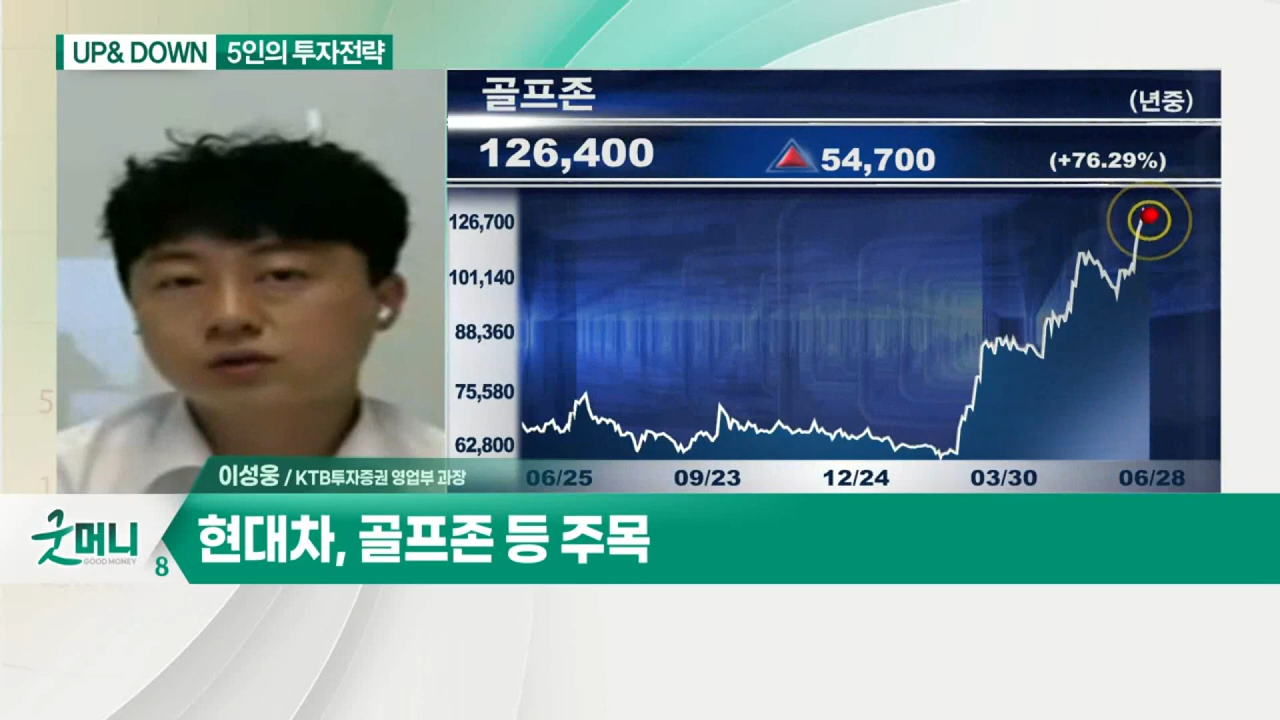 UP& DOWN 5인의 투자전략
골프존 (년중)
126,400 54,700 (+76.29%)
126,700
101,140
88,360
75,580
62,800
06/25 09/23 12/24 03/30 06/28
이성웅 / KTB투자증권 영업부 과장
굿머니
GOOD MONEY
8
현대차, 골프존 등 주목
5
1